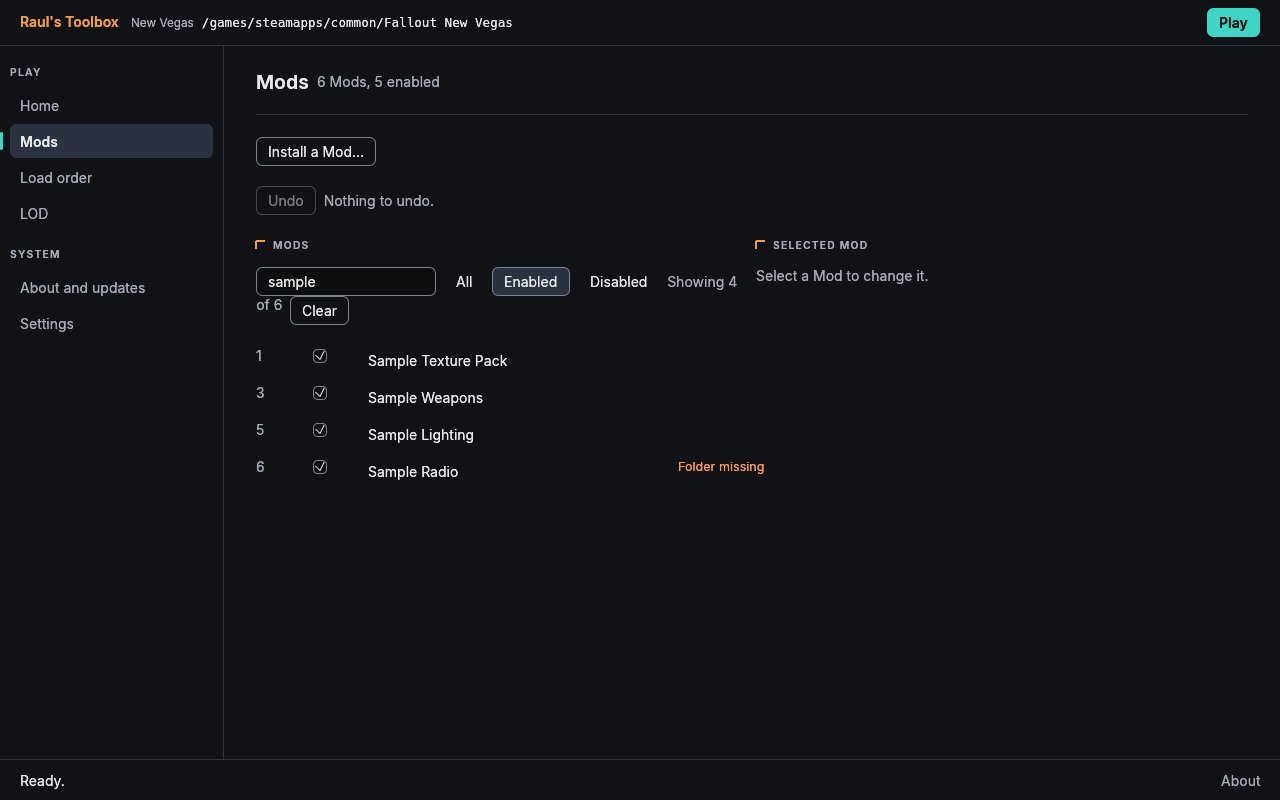 Raul's Toolbox New Vegas /games/steamapps/common/Fallout New Vegas Play
PLAY
Home
Mods
Load order
LOD
SYSTEM
About and updates
Settings
Mods 6 Mods, 5 enabled
Install a Mod...
Undo Nothing to undo.
MODS
sample All Enabled Disabled Showing 4
of 6 Clear
1 Sample Texture Pack
3 Sample Weapons
5 Sample Lighting
6 Sample Radio Folder missing
SELECTED MOD
Select a Mod to change it.
Ready. About